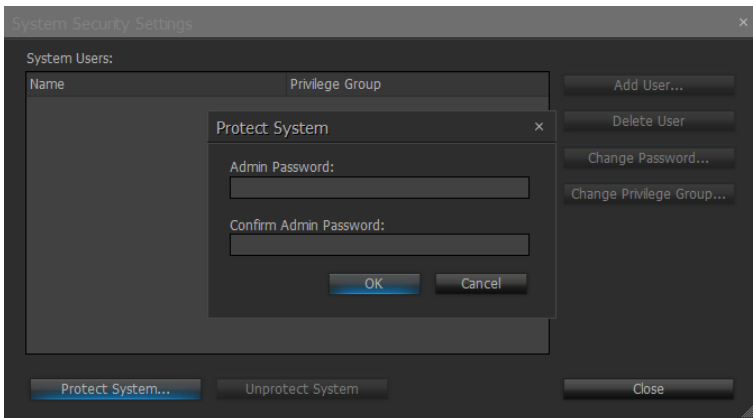 System Security Settings
×
System Users:
Name Privilege Group
Add User...
Delete User
Change Password...
Change Privilege Group...
Protect System
×
Admin Password:
Confirm Admin Password:
OK Cancel
Protect System... Unprotect System Close